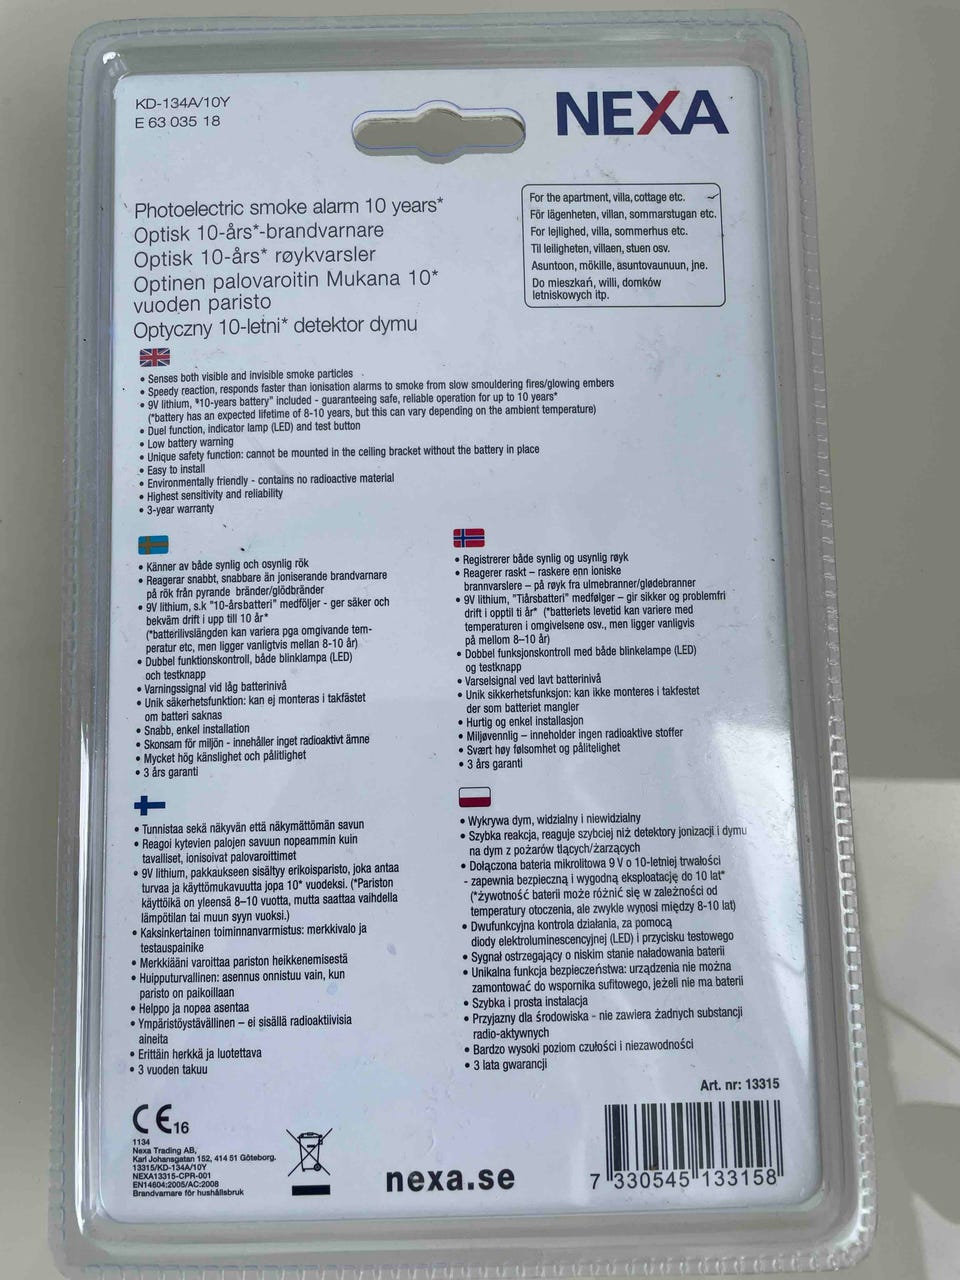 KD-134A/10Y
E 63 035 18
NEXA
Photoelectric smoke alarm 10 years*
Optisk 10-års*-brandvarnare
Optisk 10-års* røykvarsler
Optinen palovaroitin Mukana 10*
vuoden paristo
Optyczny 10-letni* detektor dymu
For the apartment, villa, cottage etc.
För lägenheten, villan, sommarstugan etc.
For lejlighed, villa, sommerhus etc.
Til leiligheten, villaen, stuen osv.
Asuntoon, mökille, asuntovaunuun, jne.
Do mieszkań, willi, domków
letniskowych itp.
• Senses both visible and invisible smoke particles
• Speedy reaction, responds faster than ionisation alarms to smoke from slow smouldering fires/glowing embers
• 9V lithium, "10-years battery" included - guaranteeing safe, reliable operation for up to 10 years*
(*battery has an expected lifetime of 8-10 years, but this can vary depending on the ambient temperature)
• Duel function, indicator lamp (LED) and test button
• Low battery warning
• Unique safety function: cannot be mounted in the ceiling bracket without the battery in place
• Easy to install
• Environmentally friendly - contains no radioactive material
• Highest sensitivity and reliability
• 3-year warranty
• Känner av både synlig och osynlig rök
• Reagerar snabbt, snabbare än joniserande brandvarnare
på rök från pyrande bränder/glödbränder
• 9V lithium, s.k "10-årsbatteri" medföljer - ger säker och
bekväm drift i upp till 10 år*
(*batterilivslängden kan variera pga omgivande tem-
peratur etc, men ligger vanligtvis mellan 8-10 år)
• Dubbel funktionskontroll, både blinklampa (LED)
och testknapp
• Varningssignal vid låg batterinivå
• Unik säkerhetsfunktion: kan ej monteras i takfästet
om batteri saknas
• Snabb, enkel installation
• Skonsam för miljön - innehåller inget radioaktivt ämne
• Mycket hög känslighet och pålitlighet
• 3 års garanti
• Registrerer både synlig og usynlig røyk
• Reagerer raskt – raskere enn ioniske
brannvarslere – på røyk fra ulmebranner/glødebranner
• 9V lithium, "Tiårsbatteri" medfølger – gir sikker og problemfri
drift i opptil ti år* (*batteriets levetid kan variere med
temperaturen i omgivelsene osv., men ligger vanligvis
på mellom 8–10 år)
• Dobbel funksjonskontroll med både blinkelampe (LED)
og testknapp
• Varselsignal ved lavt batterinivå
• Unik sikkerhetsfunksjon: kan ikke monteres i takfestet
der som batteriet mangler
• Hurtig og enkel installasjon
• Miljøvennlig – inneholder ingen radioaktive stoffer
• Svært høy følsomhet og pålitelighet
• 3 års garanti
• Tunnistaa sekä näkyvän että näkymättömän savun
• Reagoi kytevien palojen savuun nopeammin kuin
tavalliset, ionisoivat palovaroittimet
• 9V lithium, pakkaukseen sisältyy erikoisparisto, joka antaa
turvaa ja käyttömukavuutta jopa 10* vuodeksi. (*Pariston
käyttöikä on yleensä 8–10 vuotta, mutta saattaa vaihdella
lämpötilan tai muun syyn vuoksi.)
• Kaksinkertainen toiminnanvarmistus: merkkivalo ja
testauspainike
• Merkkiääni varoittaa pariston heikkenemisestä
• Huipputurvallinen: asennus onnistuu vain, kun
paristo on paikoillaan
• Helppo ja nopea asentaa
• Ympäristöystävällinen – ei sisällä radioaktiivisia
aineita
• Erittäin herkkä ja luotettava
• 3 vuoden takuu
• Wykrywa dym, widzialny i niewidzialny
• Szybka reakcja, reaguje szybciej niż detektory jonizacji i dymu
na dym z pożarów tlących/żarzących
• Dołączona bateria mikrolitowa 9 V o 10-letniej trwałości
- zapewnia bezpieczną i wygodną eksploatację do 10 lat*
(*żywotność baterii może różnić się w zależności od
temperatury otoczenia, ale zwykle wynosi między 8-10 lat)
• Dwufunkcyjna kontrola działania, za pomocą
diody elektroluminescencyjnej (LED) i przycisku testowego
• Sygnał ostrzegający o niskim stanie naładowania baterii
• Unikalna funkcja bezpieczeństwa: urządzenia nie można
zamontować do wspornika sufitowego, jeżeli nie ma baterii
• Szybka i prosta instalacja
• Przyjazny dla środowiska - nie zawiera żadnych substancji
radio-aktywnych
• Bardzo wysoki poziom czułości i niezawodności
• 3 lata gwarancji
Art. nr: 13315
CE 16
1134
Nexa Trading AB,
Karl Johansgatan 152, 414 51 Göteborg.
13315/KD-134A/10Y
NEXA13315-CPR-001
EN14604:2005/AC:2008
Brandvarnare för hushållsbruk
nexa.se
7 330545 133158